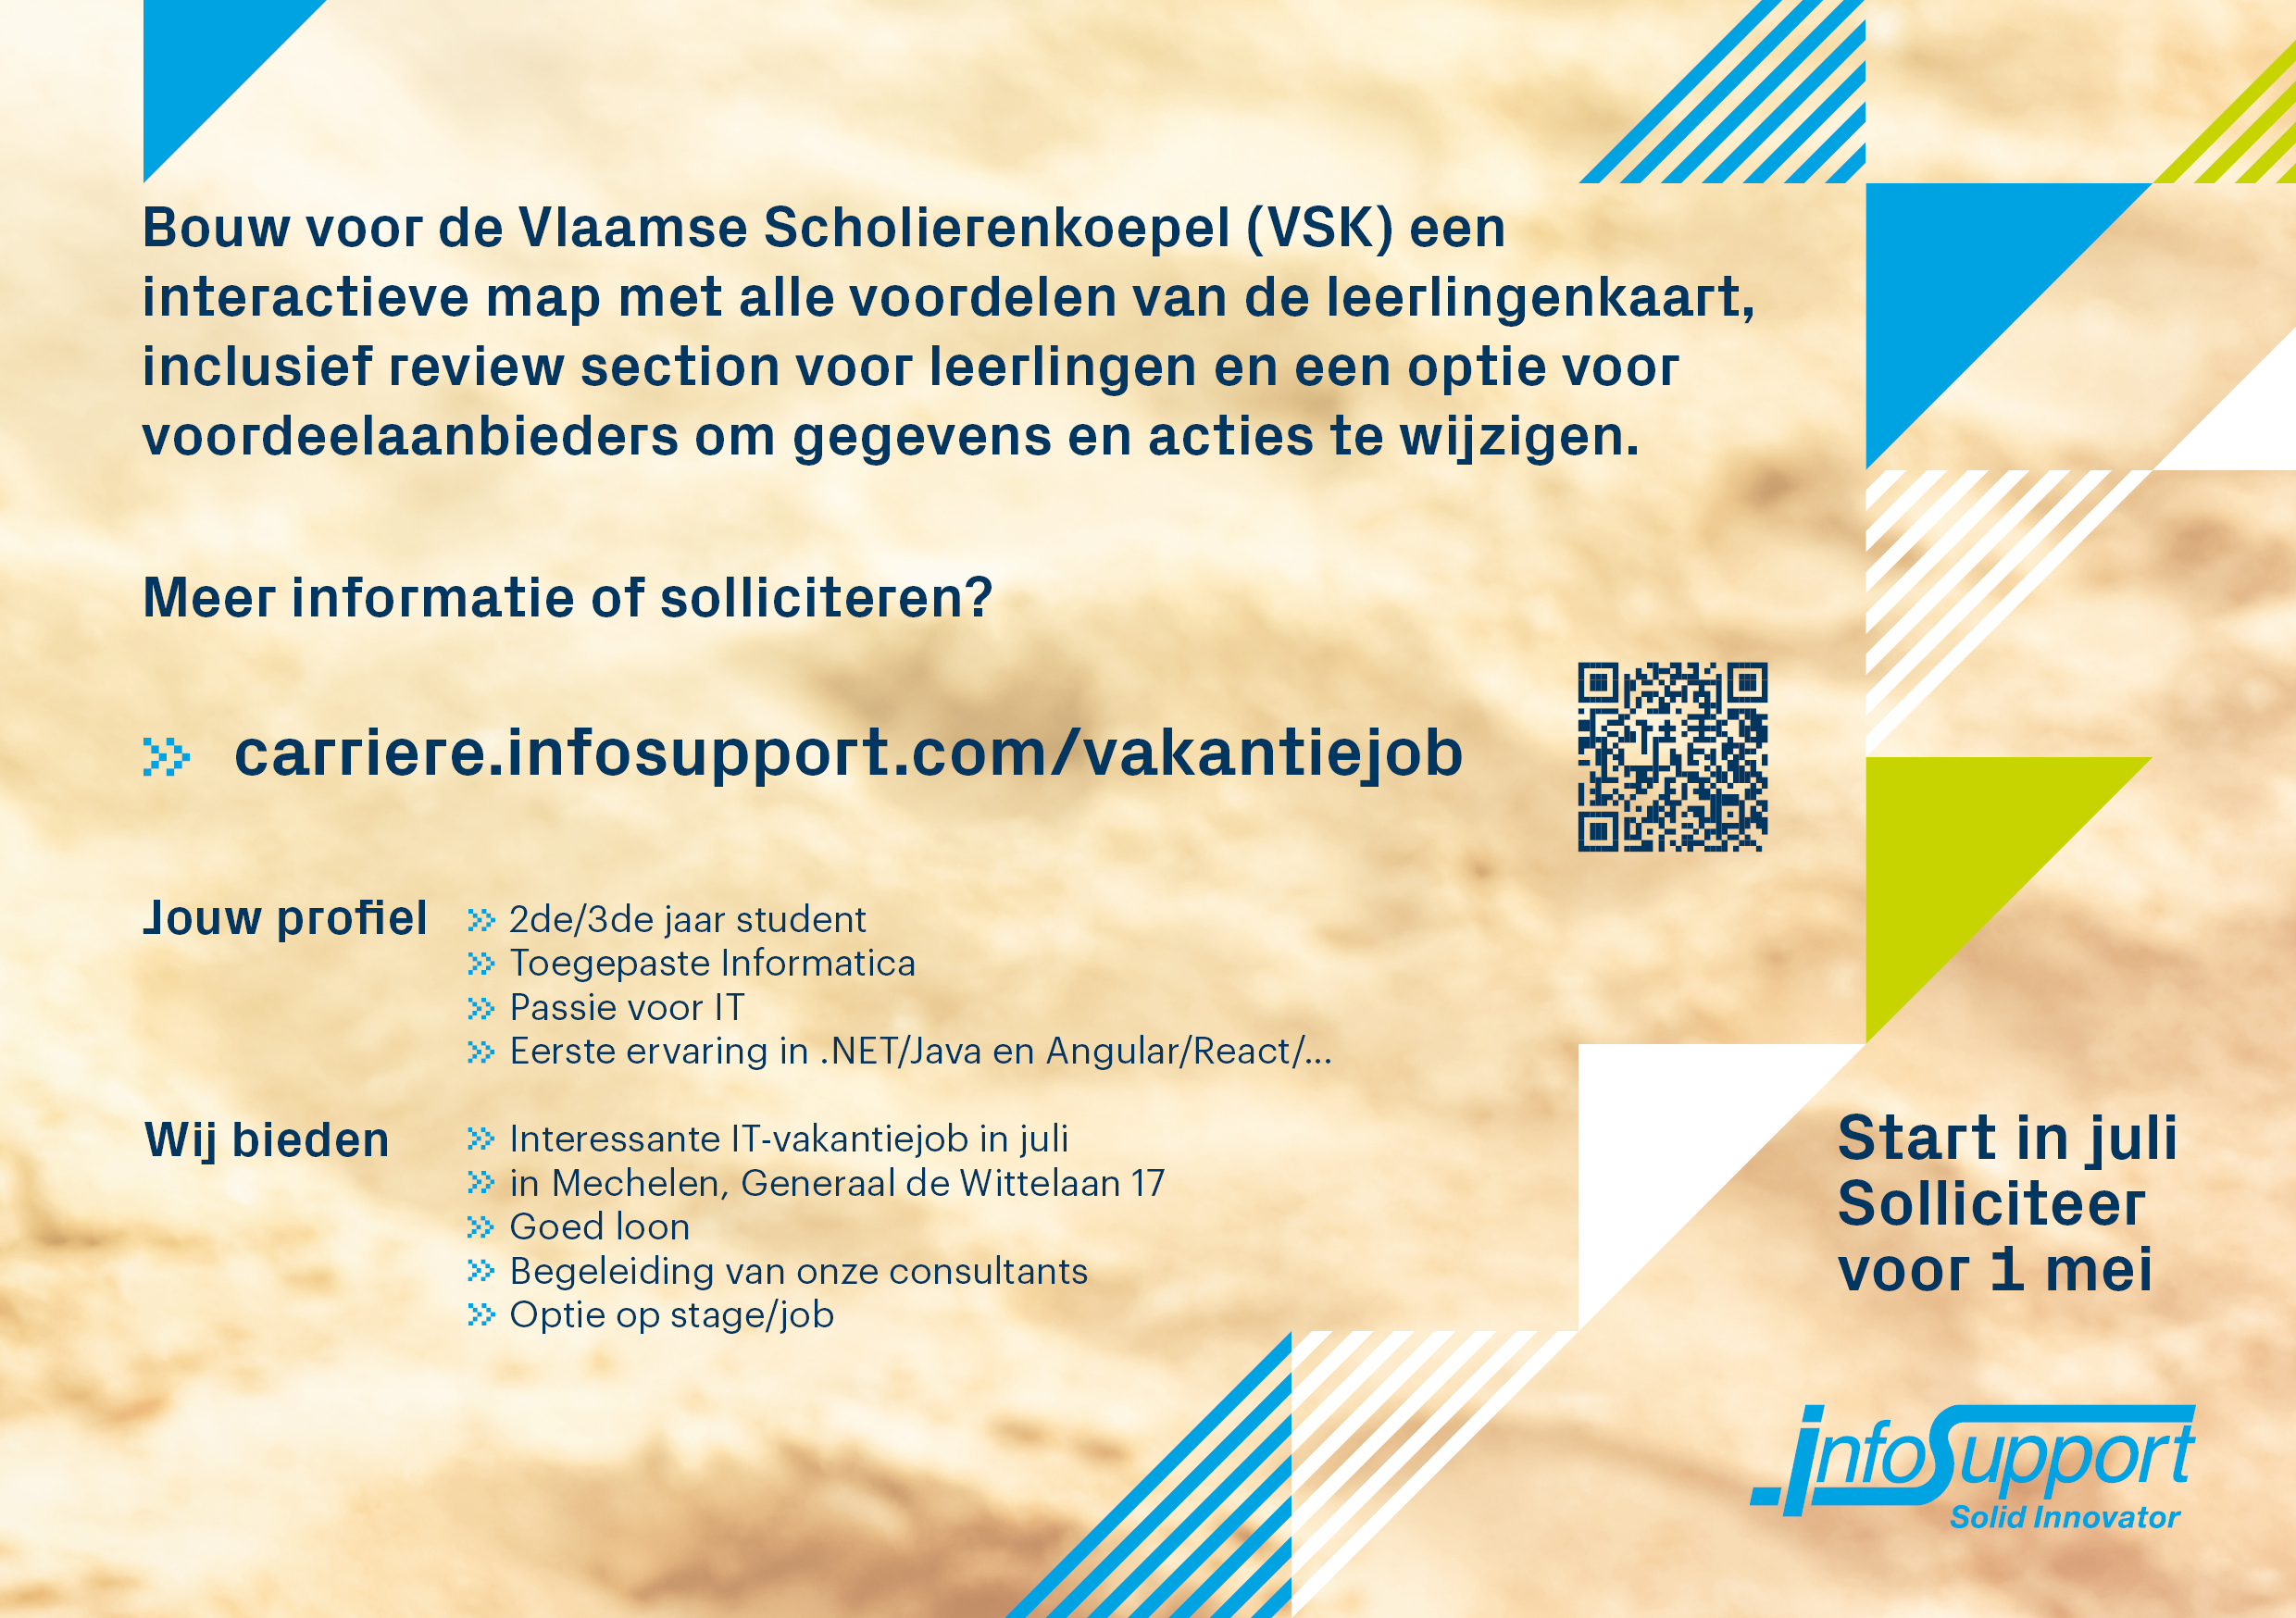 Bouw voor de Vlaamse Scholierenkoepel (VSK) een
interactieve map met alle voordelen van de leerlingenkaart,
inclusief review section voor leerlingen en een optie voor
voordeelaanbieders om gegevens en acties te wijzigen.
Meer informatie of solliciteren?
carriere.infosupport.com/vakantiejob
Jouw profiel
2de/3de jaar student
Toegepaste Informatica
Passie voor IT
Eerste ervaring in .NET/Java en Angular/React/...
Wij bieden
Interessante IT-vakantiejob in juli
in Mechelen, Generaal de Wittelaan 17
Goed loon
Begeleiding van onze consultants
Optie op stage/job
Start in juli
Solliciteer
voor 1 mei
infoSupport
Solid Innovator